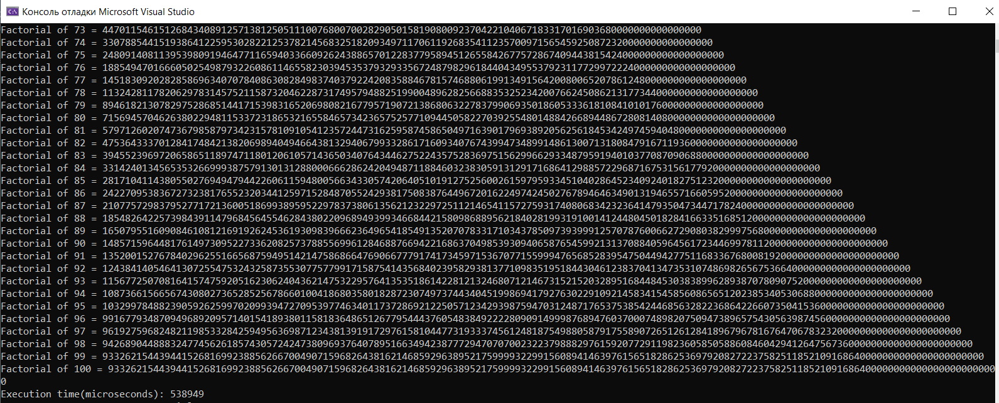 Консоль отладки Microsoft Visual Studio
Factorial of 73 = 4470115461512684340891257138125051110076800700282905015819080092370422104067183317016903680000000000000000
Factorial of 74 = 330788544151938641225953028221253782145683251820934971170611926835411235700971565459250872320000000000000000
Factorial of 75 = 24809140811395398091946477116594033660926243886570122837795894512655842677572867409443815424000000000000000000
Factorial of 76 = 1885494701666050254987932260861146558230394535379329335672487982961844043495537923117729972224000000000000000000
Factorial of 77 = 145183092028285869634070784086308284983740379224208358846781574688061991349156420080065207861248000000000000000000
Factorial of 78 = 11324281178206297831457521158732046228731749579488251990048962825668835325234200766245086213177344000000000000000000
Factorial of 79 = 894618213078297528685144171539831652069808216779571907213868063227837990693501860533361810841010176000000000000000000
Factorial of 80 = 71569457046263802294811533723186532165584657342365752577109445058227039255480148842668944867280814080000000000000000000
Factorial of 81 = 5797126020747367985879734231578109105412357244731625958745865049716390179693892056256184534249745940480000000000000000000
Factorial of 82 = 475364333701284174842138206989404946643813294067993328617160934076743994734899148613007131808479167119360000000000000000000
Factorial of 83 = 39455239697206586511897471180120610571436503407643446275224357528369751562996629334879591940103770870906880000000000000000000
Factorial of 84 = 3314240134565353266999387579130131288000666286242049487118846032383059131291716864129885722968716753156177920000000000000000000
Factorial of 85 = 281710411438055027694947944226061159480056634330574206405101912752560026159795933451040286452340924018275123200000000000000000000
Factorial of 86 = 24227095383672732381765523203441259715284870552429381750838764496720162249742450276789464634901319465571660595200000000000000000000
Factorial of 87 = 2107757298379527717213600518699389595229783738061356212322972511214654115727593174080683423236414793504734471782400000000000000000000
Factorial of 88 = 185482642257398439114796845645546284380220968949399346684421580986889562184028199319100141244804501828416633516851200000000000000000000
Factorial of 89 = 16507955160908461081216919262453619309839666236496541854913520707833171034378509739399912570787600662729080382999756800000000000000000000
Factorial of 90 = 1485715964481761497309522733620825737885569961284688766942216863704985393094065876545992131370884059645617234469978112000000000000000000000
Factorial of 91 = 135200152767840296255166568759495142147586866476906677791741734597153670771559994765685283954750449427751168336768008192000000000000000000000
Factorial of 92 = 12438414054641307255475324325873553077577991715875414356840239582938137710983519518443046123837041347353107486982656753664000000000000000000000
Factorial of 93 = 1156772507081641574759205162306240436214753229576413535186142281213246807121467315215203289516844845303838996289387078090752000000000000000000000
Factorial of 94 = 108736615665674308027365285256786601004186803580182872307497374434045199869417927630229109214583415458560865651202385340530688000000000000000000000
Factorial of 95 = 10329978488239059262599702099394727095397746340117372869212250571234293987594703124871765375385424468563282236864226607350415360000000000000000000000
Factorial of 96 = 991677934870949689209571401541893801158183648651267795444376054838492222809091499987689476037000748982075094738965754305639874560000000000000000000000
Factorial of 97 = 96192759682482119853328425949563698712343813919172976158104477319333745612481875498805879175589072651261284189679678167647067832320000000000000000000000
Factorial of 98 = 9426890448883247745626185743057242473809693764078951663494238777294707070023223798882976159207729119823605850588608460429412647567360000000000000000000000
Factorial of 99 = 933262154439441526816992388562667004907159682643816214685929638952175999932299156089414639761565182862536979208272237582511852109168640000000000000000000000
Factorial of 100 = 9332621544394415268169923885626670049071596826438162146859296389521759999322991560894146397615651828625369792082722375825118521091686400000000000000000000000
0
Execution time(microseconds): 538949